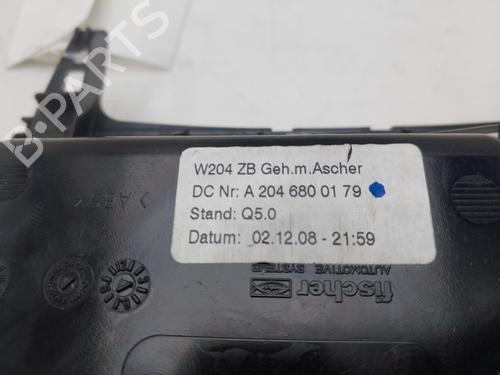 B-PARTS
W204 ZB Geh.m.Ascher
DC Nr: A 204 680 01 79
Stand: Q5.0
Datum: 02.12.08 - 21:59
>ABS<
fischer
AUTOMOTIVE SYSTEMS